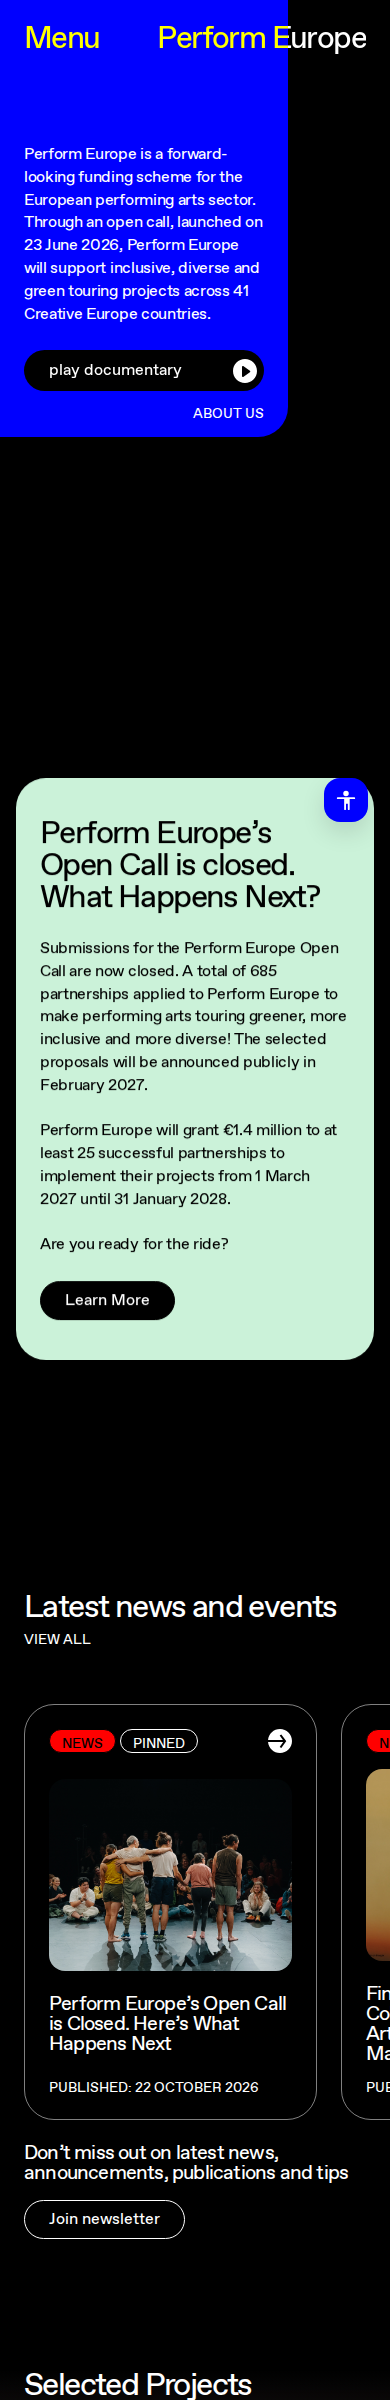 Menu
Perform Europe
Perform Europe is a forward-
looking funding scheme for the
European performing arts sector.
Through an open call, launched on
23 June 2026, Perform Europe
will support inclusive, diverse and
green touring projects across 41
Creative Europe countries.
play documentary
ABOUT US
Perform Europe’s
Open Call is closed.
What Happens Next?
Submissions for the Perform Europe Open
Call are now closed. A total of 685
partnerships applied to Perform Europe to
make performing arts touring greener, more
inclusive and more diverse! The selected
proposals will be announced publicly in
February 2027.
Perform Europe will grant €1.4 million to at
least 25 successful partnerships to
implement their projects from 1 March
2027 until 31 January 2028.
Are you ready for the ride?
Learn More
Latest news and events
VIEW ALL
NEWS
PINNED
Perform Europe’s Open Call
is Closed. Here’s What
Happens Next
PUBLISHED: 22 OCTOBER 2026
Don’t miss out on latest news,
announcements, publications and tips
Join newsletter
Selected Projects